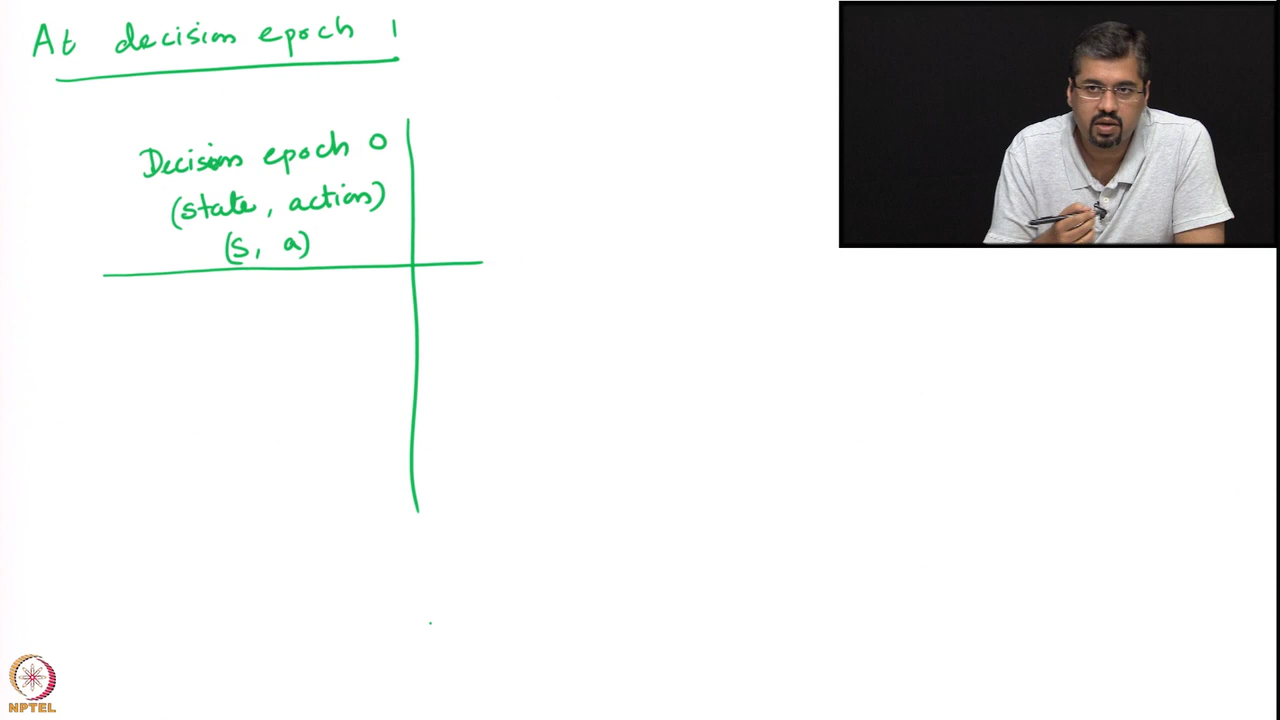 At decision epoch 1
Decision epoch 0
(state, action)
(s, a)
NPTEL